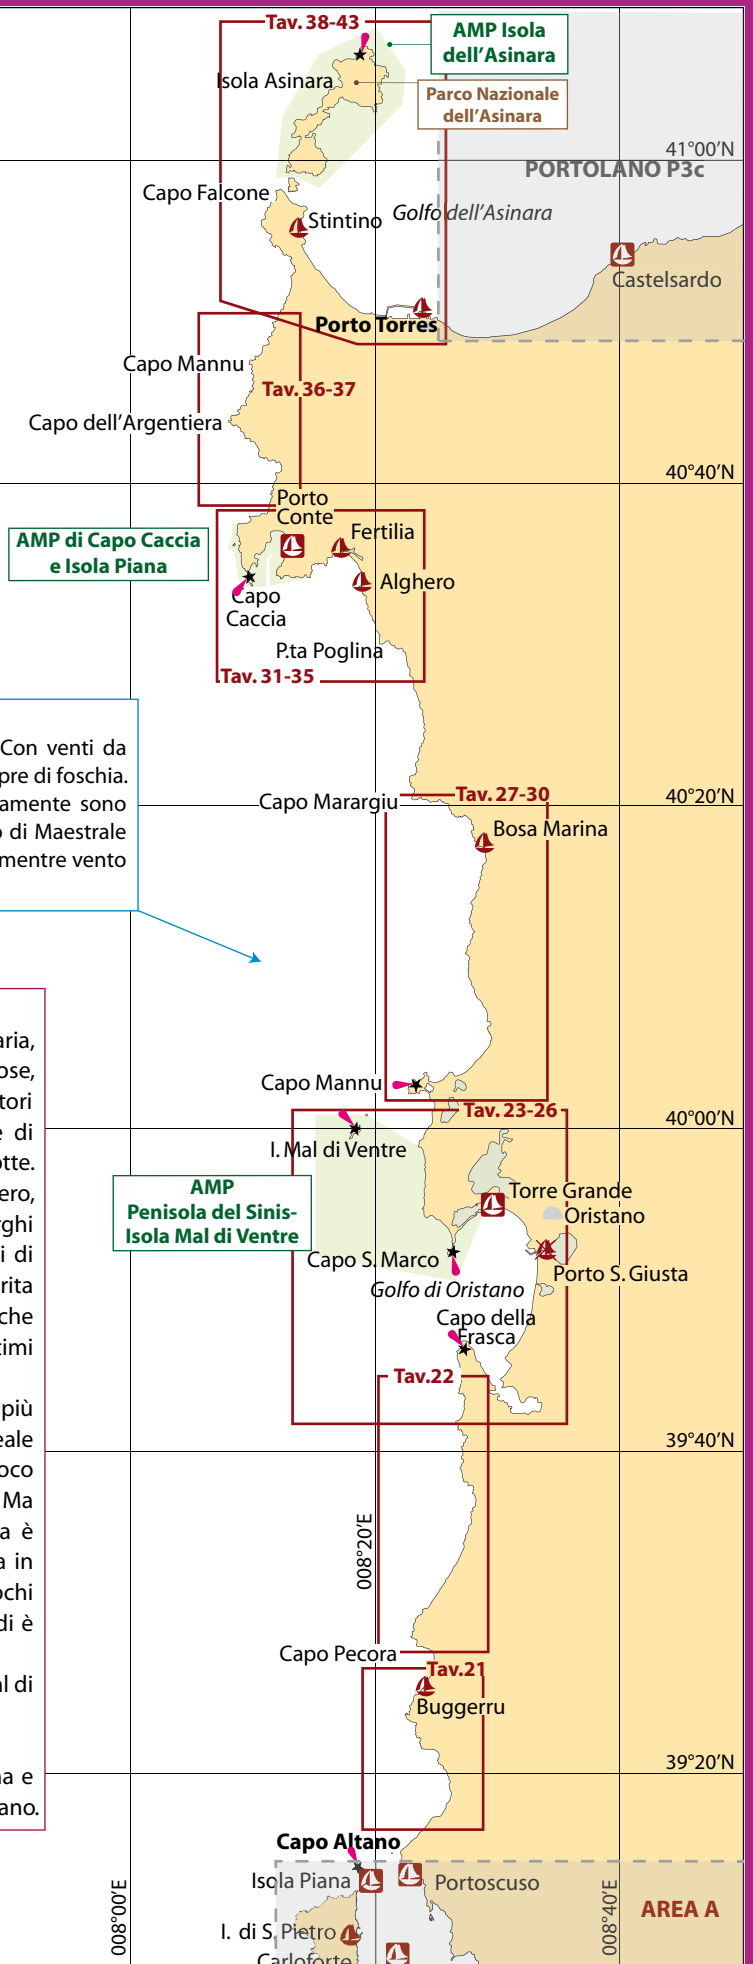 Tav. 38-43
AMP Isola
dell'Asinara
Isola Asinara
Parco Nazionale
dell'Asinara
41°00'N
PORTOLANO P3c
Capo Falcone
Stintino
Golfo dell'Asinara
Castelsardo
Porto Torres
Capo Mannu
Tav. 36-37
Capo dell'Argentiera
40°40'N
Porto
Conte
Fertilia
AMP di Capo Caccia
e Isola Piana
Alghero
Capo
Caccia
P.ta Poglina
Tav. 31-35
Con venti da
pre di foschia.
amente sono
o di Maestrale
mentre vento
Capo Marargiu
Tav. 27-30
40°20'N
Bosa Marina
aria,
ose,
tori
e di
otte.
ero,
rghi
i di
rita
che
timi
più
eale
oco
Ma
a è
a in
ochi
di è
al di
na e
ano.
Capo Mannu
Tav. 23-26
40°00'N
I. Mal di Ventre
AMP
Penisola del Sinis-
Isola Mal di Ventre
Torre Grande
Oristano
Capo S. Marco
Porto S. Giusta
Golfo di Oristano
Capo della
Frasca
Tav.22
39°40'N
008°20'E
Capo Pecora
Tav.21
Buggerru
39°20'N
Capo Altano
Isola Piana
Portoscuso
008°00'E
008°40'E
AREA A
I. di S. Pietro
Carloforte